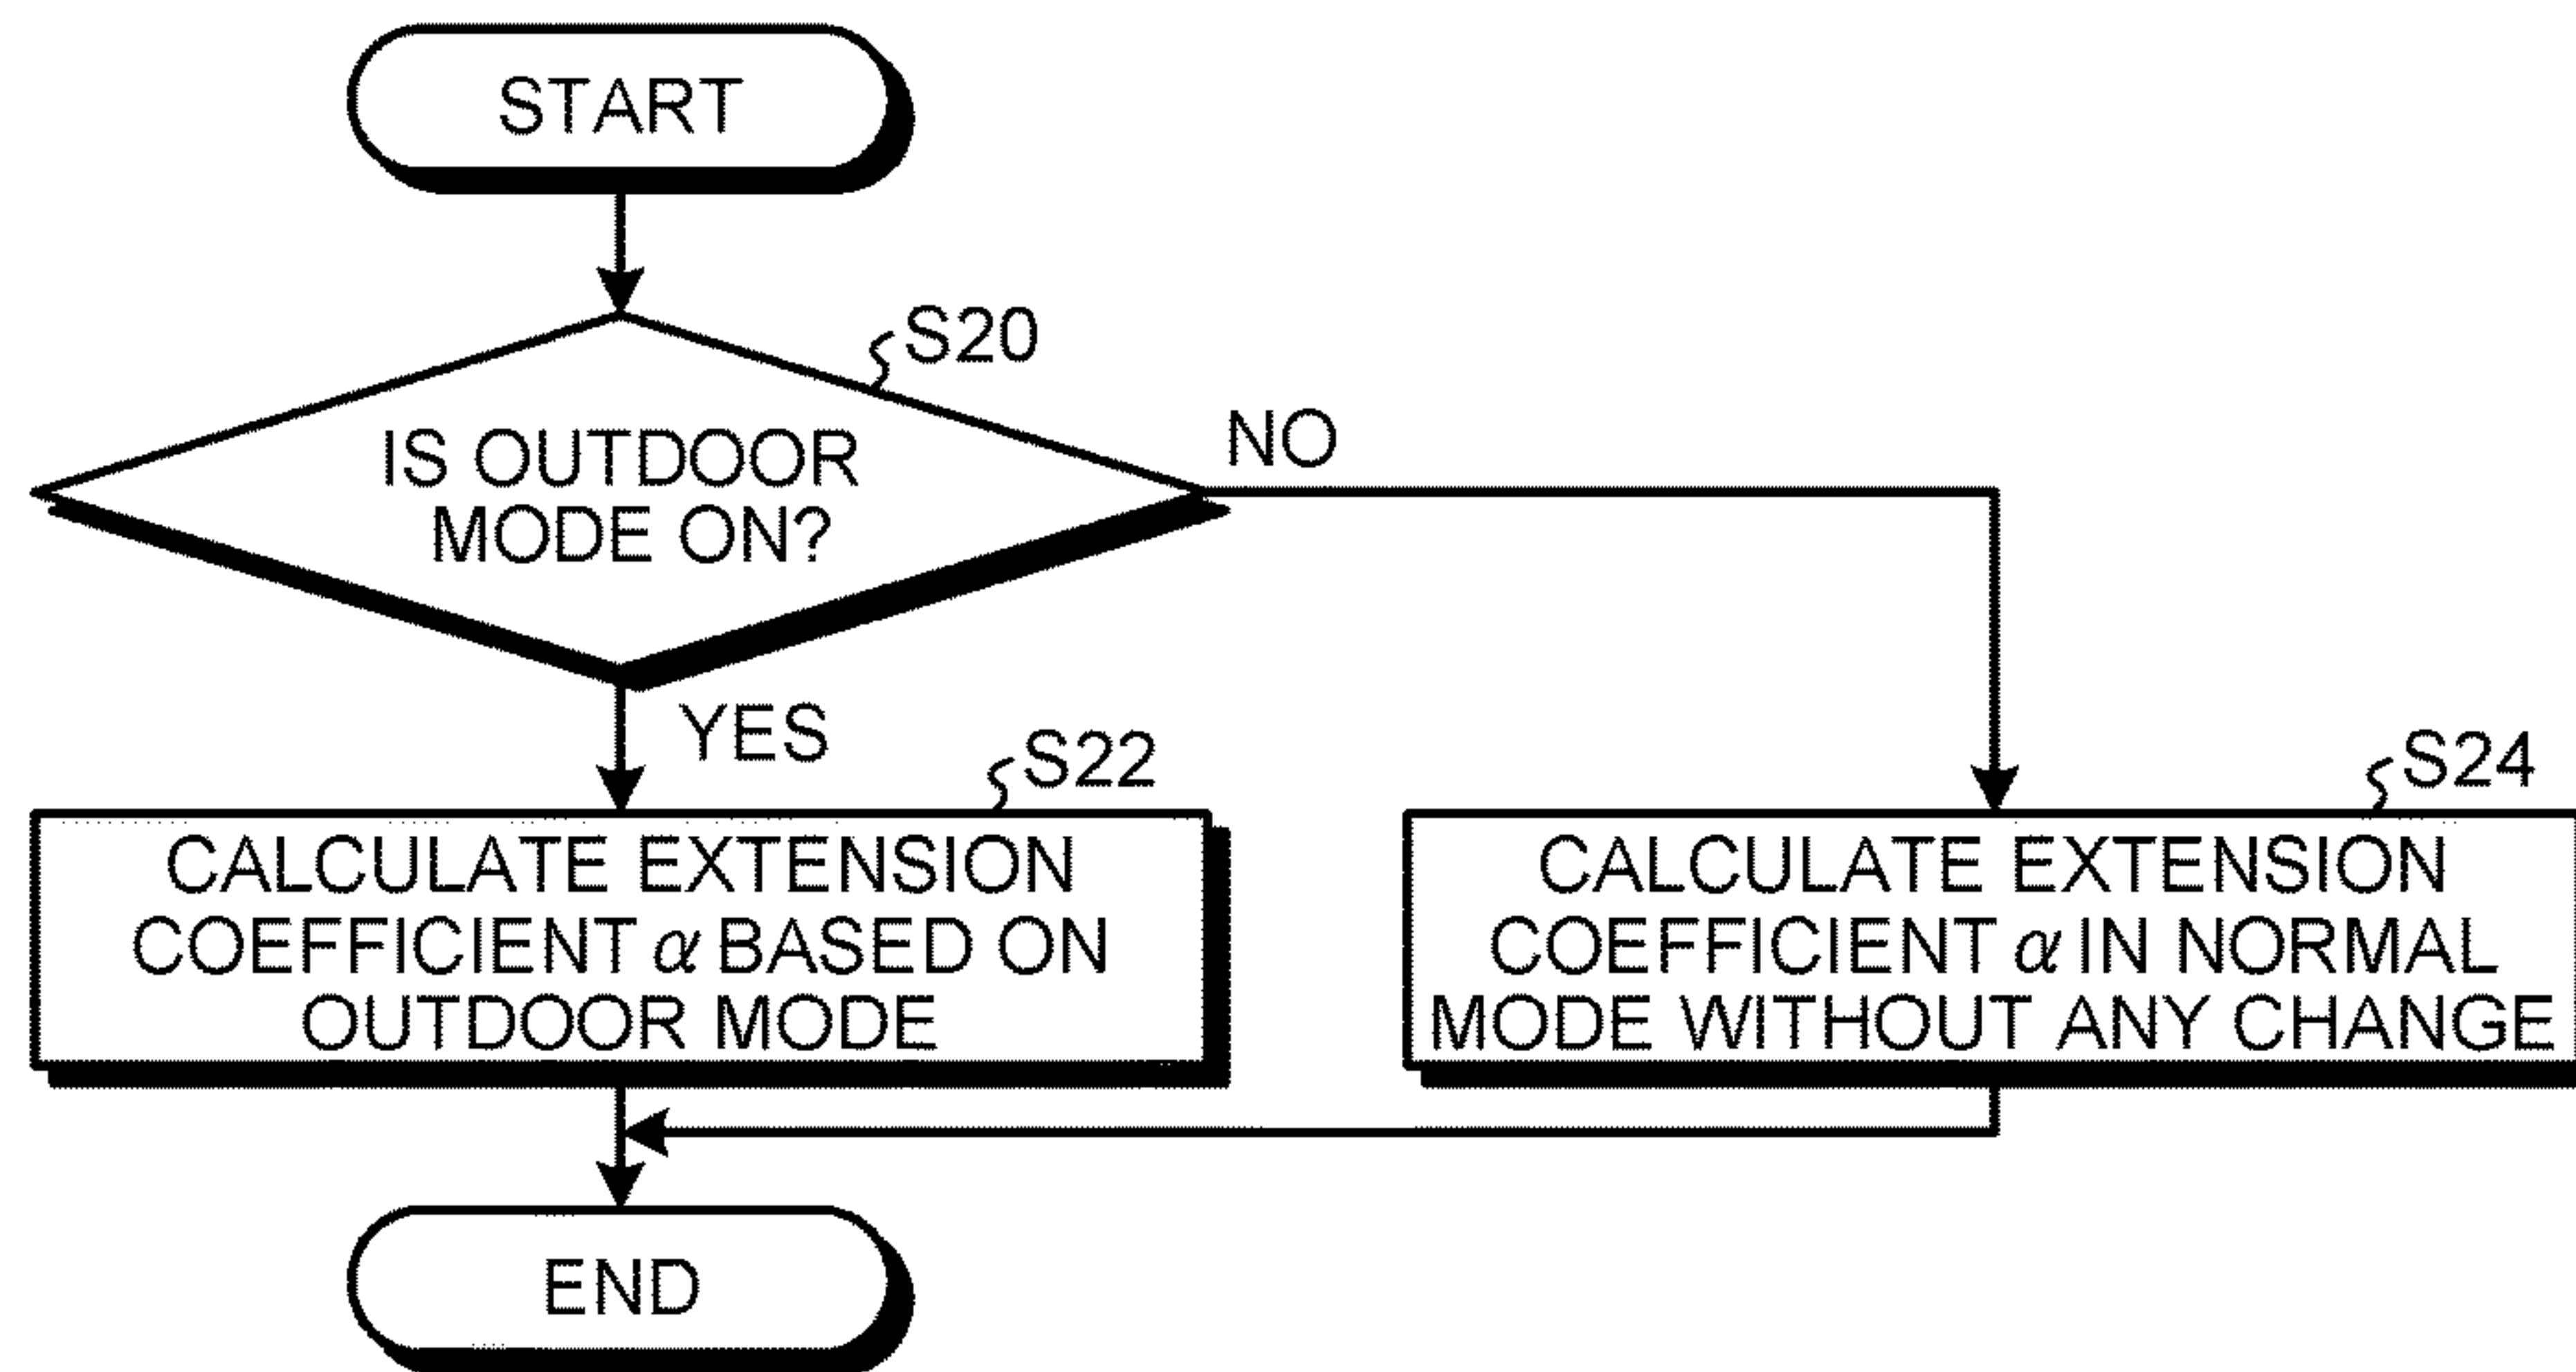 START
S20
IS OUTDOOR
MODE ON?
NO
YES
S22
CALCULATE EXTENSION
COEFFICIENT α BASED ON
OUTDOOR MODE
S24
CALCULATE EXTENSION
COEFFICIENT α IN NORMAL
MODE WITHOUT ANY CHANGE
END